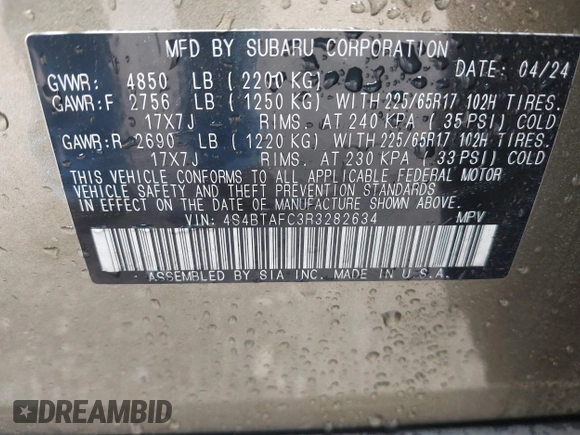 MFD BY SUBARU CORPORATION
DATE: 04/24
GVWR: 4850 LB (2200 KG)
GAWR:F 2756 LB (1250 KG) WITH 225/65R17 102H TIRES.
17X7J RIMS. AT 240 KPA (35 PSI) COLD
GAWR:R 2690 LB (1220 KG) WITH 225/65R17 102H TIRES.
17X7J RIMS. AT 230 KPA (33 PSI) COLD
THIS VEHICLE CONFORMS TO ALL APPLICABLE FEDERAL MOTOR
VEHICLE SAFETY AND THEFT PREVENTION STANDARDS
IN EFFECT ON THE DATE OF MANUFACTURE SHOWN ABOVE.
VIN: 4S4BTAFC3R3282634 MPV
ASSEMBLED BY SIA INC. MADE IN U.S.A.
DREAMBID